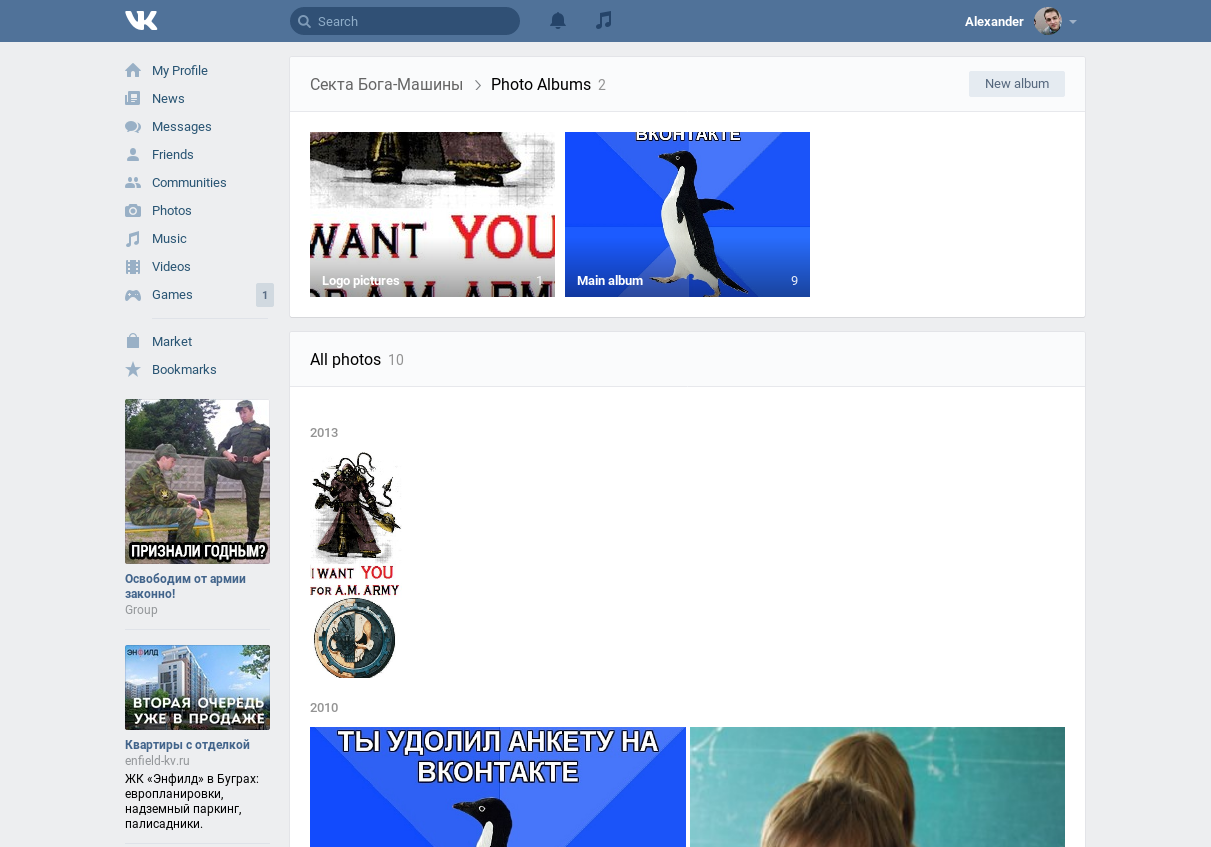 Search
Alexander
My Profile
News
Messages
Friends
Communities
Photos
Music
Videos
Games 1
Market
Bookmarks
ПРИЗНАЛИ ГОДНЫМ?
Освободим от армии
законно!
Group
ЭНФИЛД
ВТОРАЯ ОЧЕРЕДЬ
УЖЕ В ПРОДАЖЕ
Квартиры с отделкой
enfield-kv.ru
ЖК «Энфилд» в Буграх:
европланировки,
надземный паркинг,
палисадники.
Секта Бога-Машины > Photo Albums 2
New album
WANT YOU
FOR A.M. ARMY
Logo pictures 1
ВКОНТАКТЕ
Main album 9
All photos 10
2013
I WANT YOU
FOR A.M. ARMY
2010
ТЫ УДОЛИЛ АНКЕТУ НА
ВКОНТАКТЕ